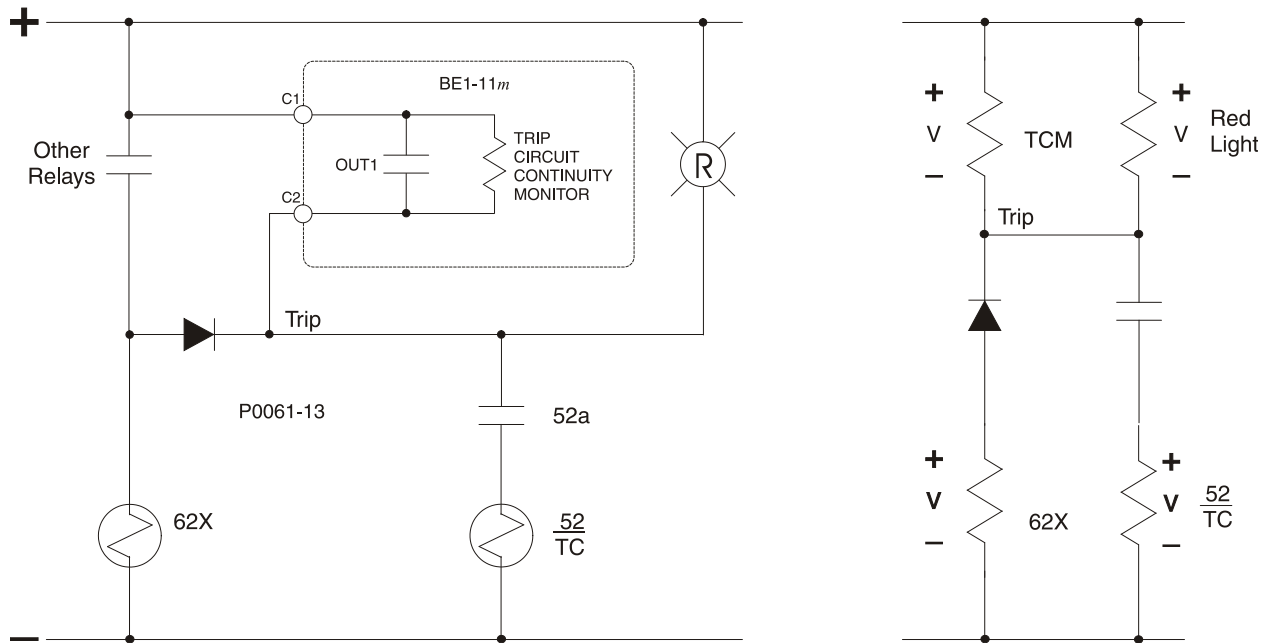 +
BE1-11m
C1
Other
Relays
OUT1
TRIP
CIRCUIT
CONTINUITY
MONITOR
R
C2
Trip
P0061-13
52a
62X
52
TC
–
+
V
–
TCM
+
V
–
Red
Light
Trip
+
V
–
62X
+
V
–
52
TC